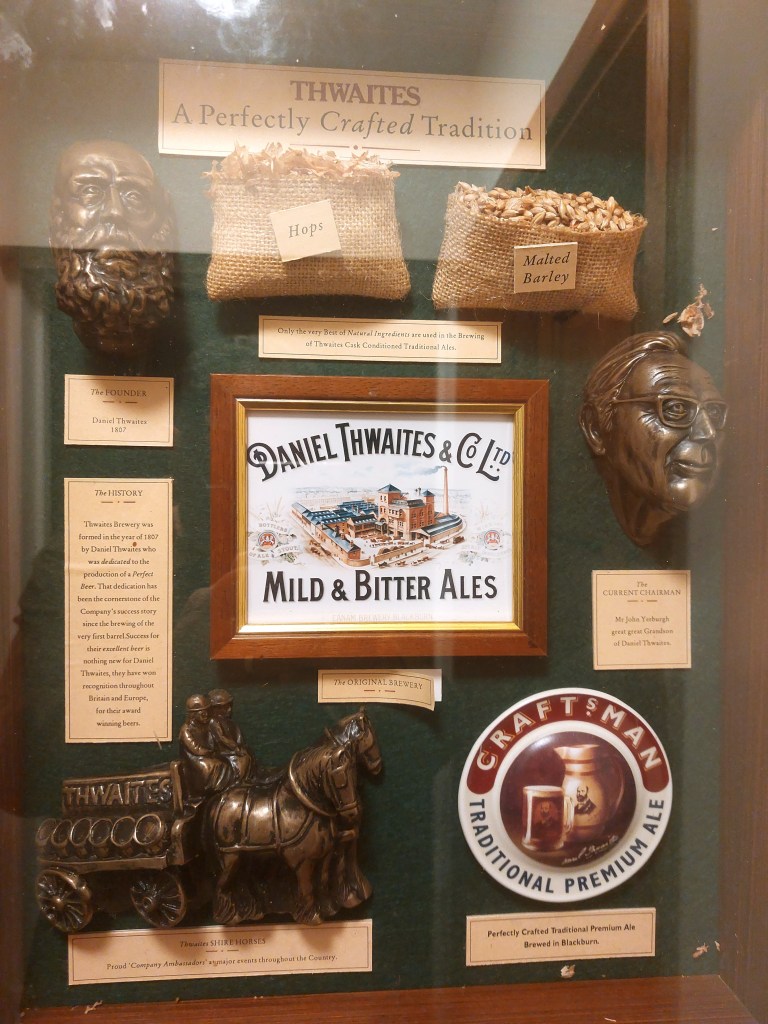 THWAITES
A Perfectly Crafted Tradition
Hops
Malted
Barley
Only the very Best of Natural Ingredients are used in the Brewing
of Thwaites Cask Conditioned Traditional Ales.
The FOUNDER
Daniel Thwaites
1807
The HISTORY
Thwaites Brewery was
formed in the year of 1807
by Daniel Thwaites who
was dedicated to the
production of a Perfect
Beer. That dedication has
been the cornerstone of the
Company's success story
since the brewing of the
very first barrel. Success for
their excellent beer is
nothing new for Daniel
Thwaites, they have won
recognition throughout
Britain and Europe,
for their award
winning beers.
DANIEL THWAITES & CO LTD
MILD & BITTER ALES
The ORIGINAL BREWERY
The
CURRENT CHAIRMAN
Mr John Yerburgh
great great Grandson
of Daniel Thwaites.
THWAITES
Thwaites SHIRE HORSES
Proud 'Company Ambassadors' at major events throughout the Country.
CRAFTSMAN
TRADITIONAL PREMIUM ALE
Perfectly Crafted Traditional Premium Ale
Brewed in Blackburn.